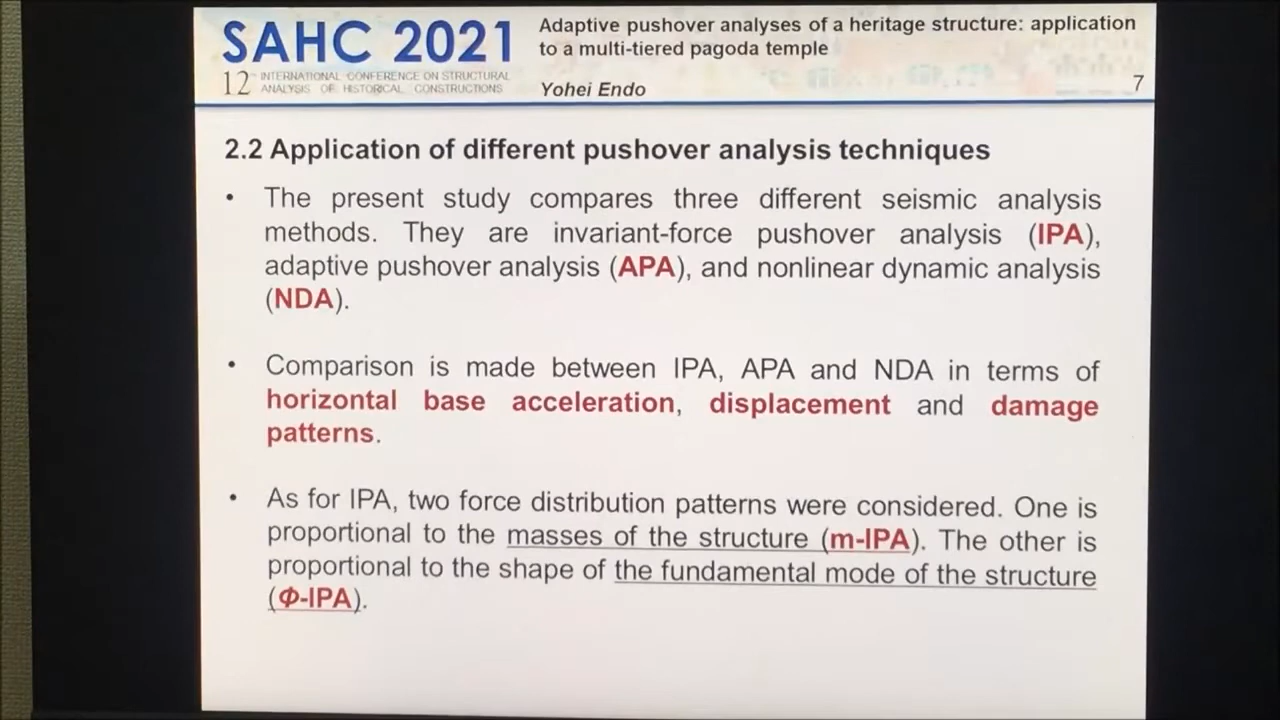 SAHC 2021
12th INTERNATIONAL CONFERENCE ON STRUCTURAL
ANALYSIS OF HISTORICAL CONSTRUCTIONS
Adaptive pushover analyses of a heritage structure: application
to a multi-tiered pagoda temple
Yohei Endo
7
2.2 Application of different pushover analysis techniques
• The present study compares three different seismic analysis
methods. They are invariant-force pushover analysis (IPA),
adaptive pushover analysis (APA), and nonlinear dynamic analysis
(NDA).
• Comparison is made between IPA, APA and NDA in terms of
horizontal base acceleration, displacement and damage
patterns.
• As for IPA, two force distribution patterns were considered. One is
proportional to the masses of the structure (m-IPA). The other is
proportional to the shape of the fundamental mode of the structure
(Φ-IPA).